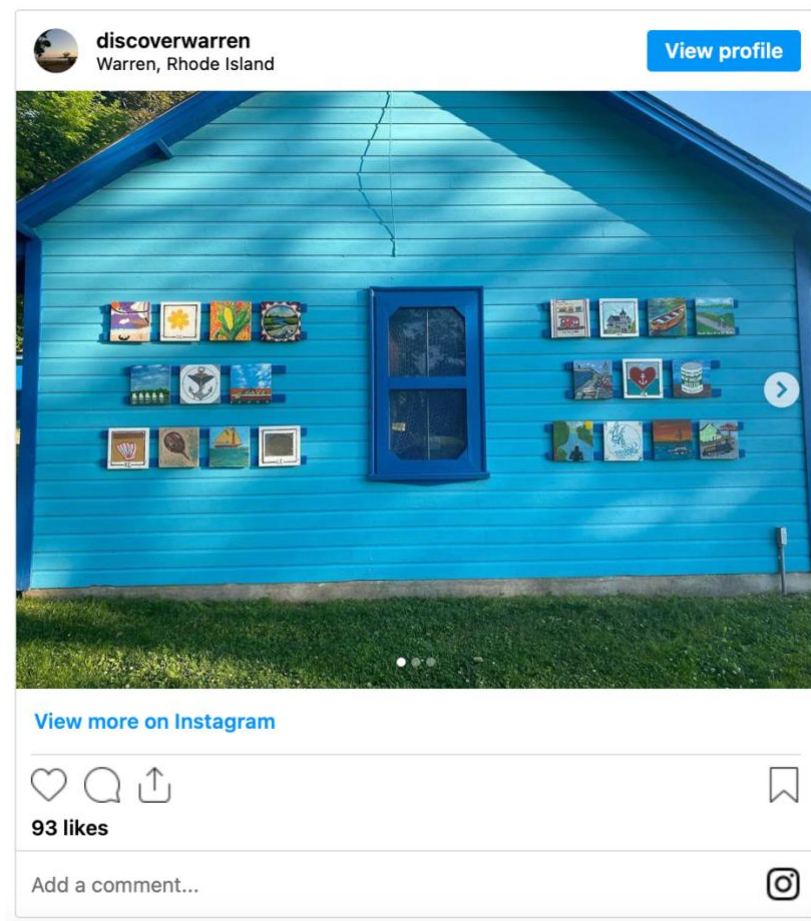 discoverwarren
Warren, Rhode Island
View profile
View more on Instagram
93 likes
Add a comment...